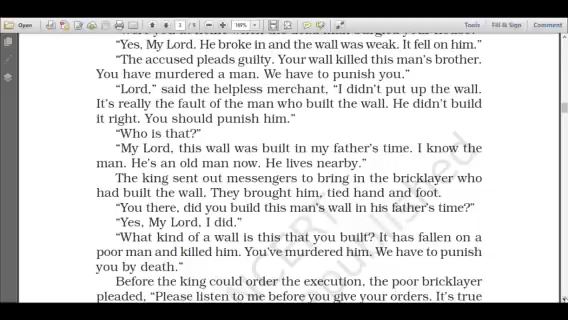 Open
3
189%
Tools
Fill & Sign
Comment
“Yes, My Lord. He broke in and the wall was weak. It fell on him.”
“The accused pleads guilty. Your wall killed this man’s brother.
You have murdered a man. We have to punish you.”
“Lord,” said the helpless merchant, “I didn’t put up the wall.
It’s really the fault of the man who built the wall. He didn’t build
it right. You should punish him.”
“Who is that?”
“My Lord, this wall was built in my father’s time. I know the
man. He’s an old man now. He lives nearby.”
The king sent out messengers to bring in the bricklayer who
had built the wall. They brought him, tied hand and foot.
“You there, did you build this man’s wall in his father’s time?”
“Yes, My Lord, I did.”
“What kind of a wall is this that you built? It has fallen on a
poor man and killed him. You’ve murdered him. We have to punish
you by death.”
Before the king could order the execution, the poor bricklayer
pleaded, “Please listen to me before you give your orders. It’s true
NCERT
published